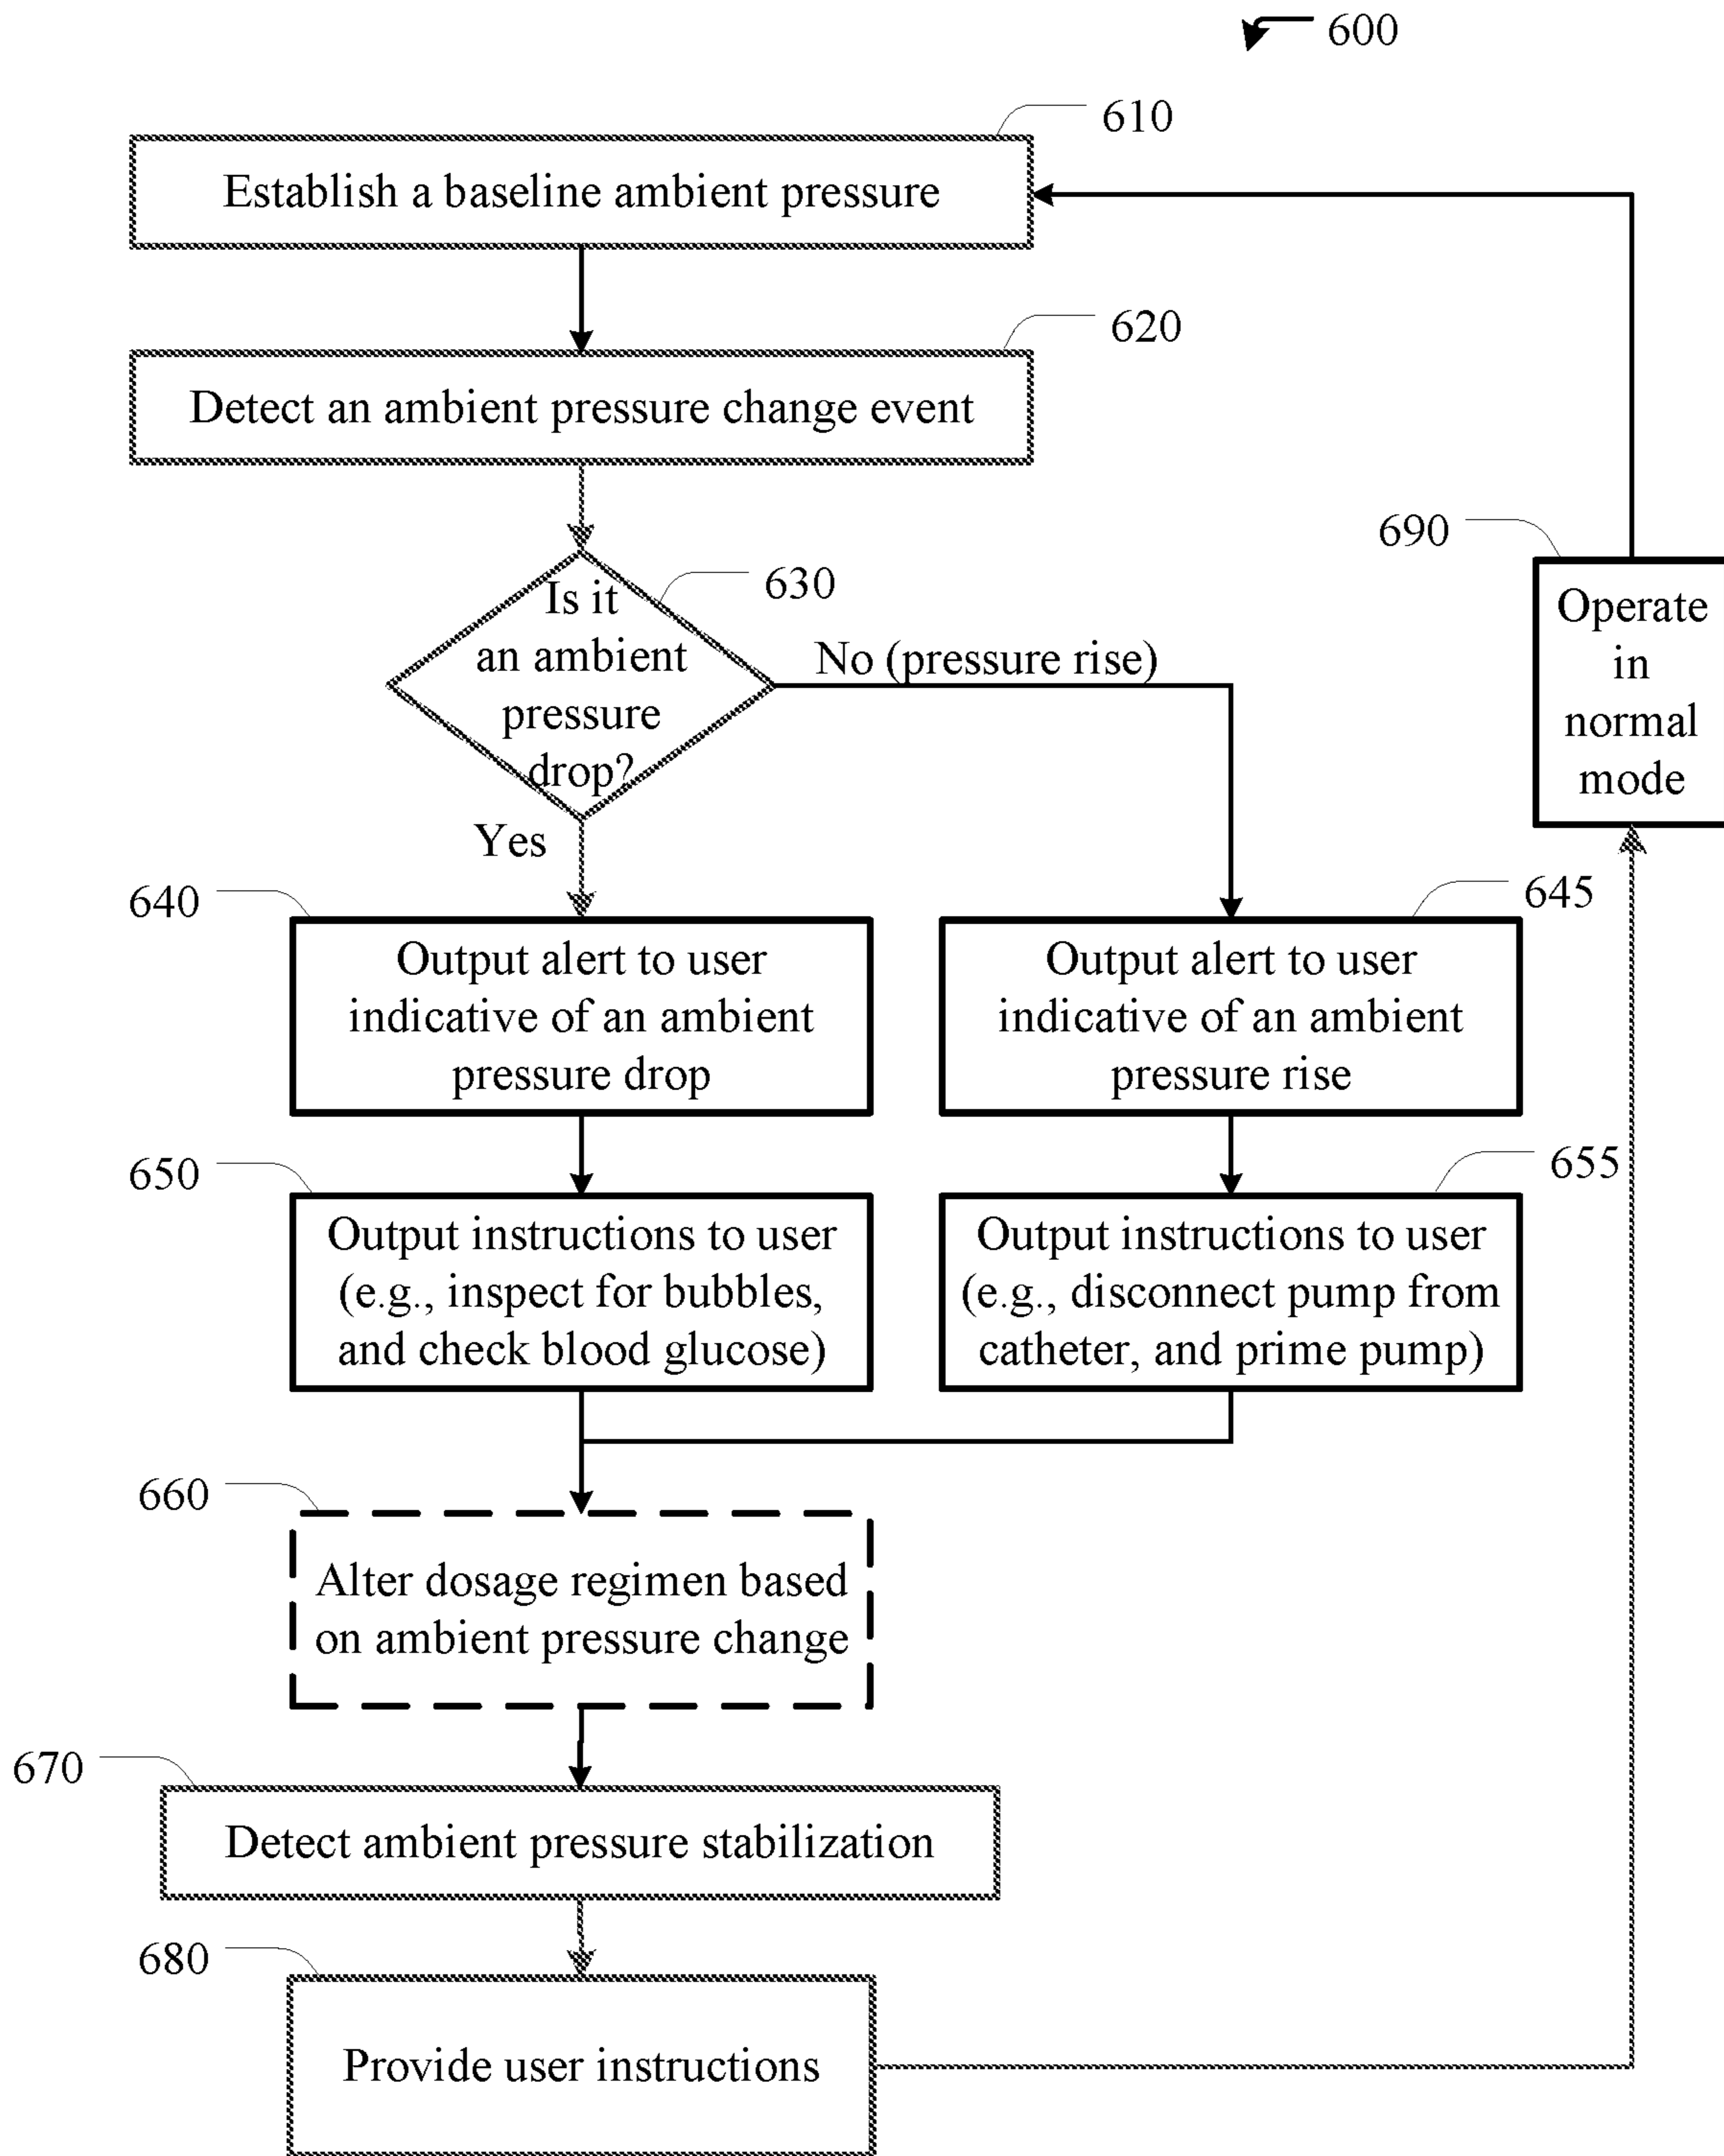 600
610
Establish a baseline ambient pressure
620
Detect an ambient pressure change event
630
Is it
an ambient
pressure
drop?
No (pressure rise)
Yes
690
Operate
in
normal
mode
640
Output alert to user
indicative of an ambient
pressure drop
645
Output alert to user
indicative of an ambient
pressure rise
650
Output instructions to user
(e.g., inspect for bubbles,
and check blood glucose)
655
Output instructions to user
(e.g., disconnect pump from
catheter, and prime pump)
660
Alter dosage regimen based
on ambient pressure change
670
Detect ambient pressure stabilization
680
Provide user instructions